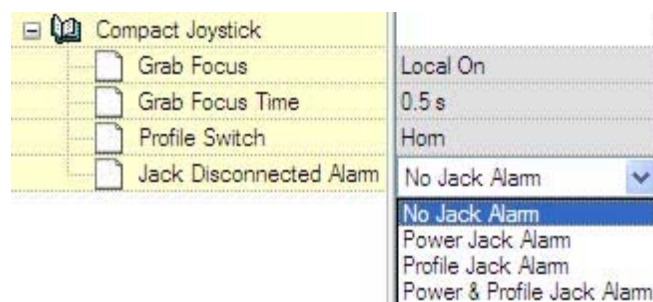 Compact Joystick
Grab Focus Local On
Grab Focus Time 0.5 s
Profile Switch Horn
Jack Disconnected Alarm No Jack Alarm
No Jack Alarm
Power Jack Alarm
Profile Jack Alarm
Power & Profile Jack Alarm